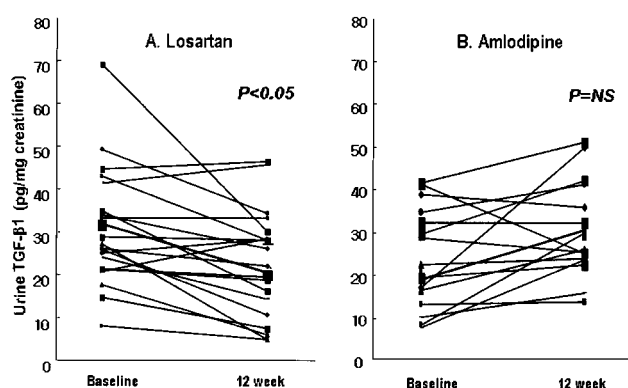 A. Losartan
P<0.05
Urine TGF-β1 (pg/mg creatinine)
80
70
60
50
40
30
20
10
0
Baseline
12 week
B. Amlodipine
P=NS
80
70
60
50
40
30
20
10
0
Baseline
12 week